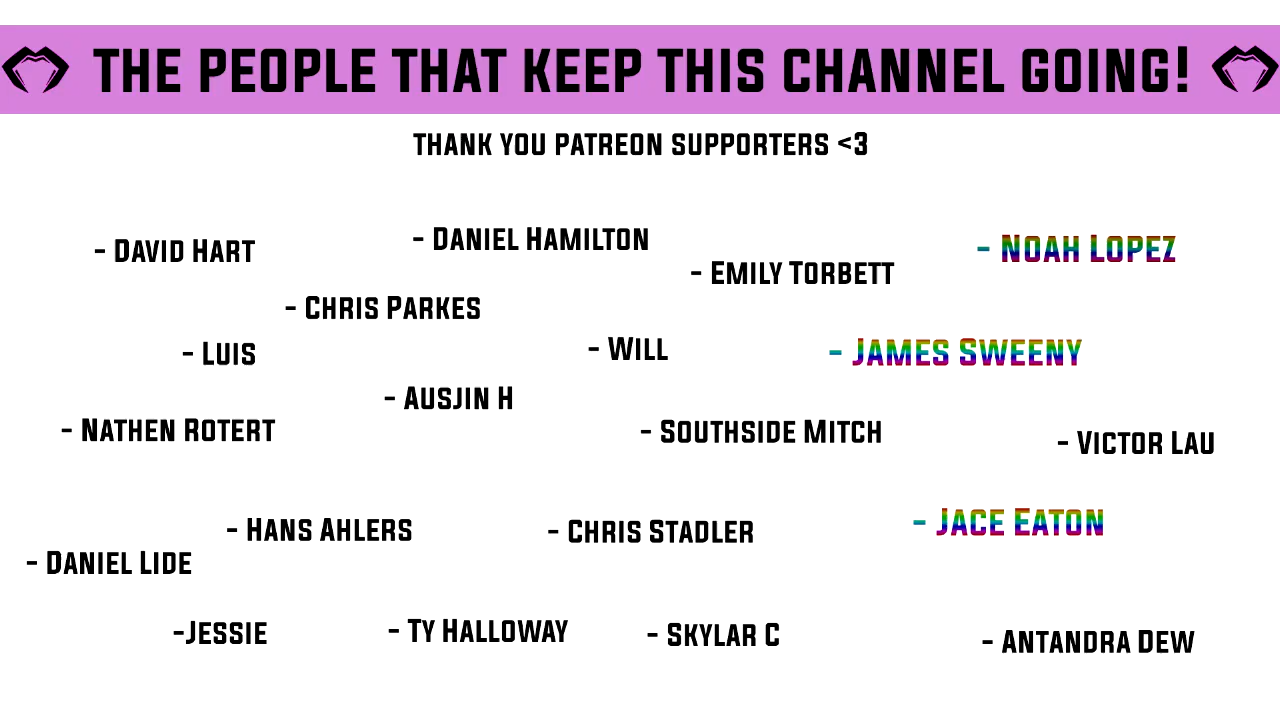 THE PEOPLE THAT KEEP THIS CHANNEL GOING!
THANK YOU PATREON SUPPORTERS <3
- DAVID HART
- DANIEL HAMILTON
- EMILY TORBETT
- NOAH LOPEZ
- CHRIS PARKES
- LUIS
- WILL
- JAMES SWEENY
- AUSJIN H
- NATHEN ROTERT
- SOUTHSIDE MITCH
- VICTOR LAU
- HANS AHLERS
- CHRIS STADLER
- JACE EATON
- DANIEL LIDE
-JESSIE
- TY HALLOWAY
- SKYLAR C
- ANTANDRA DEW